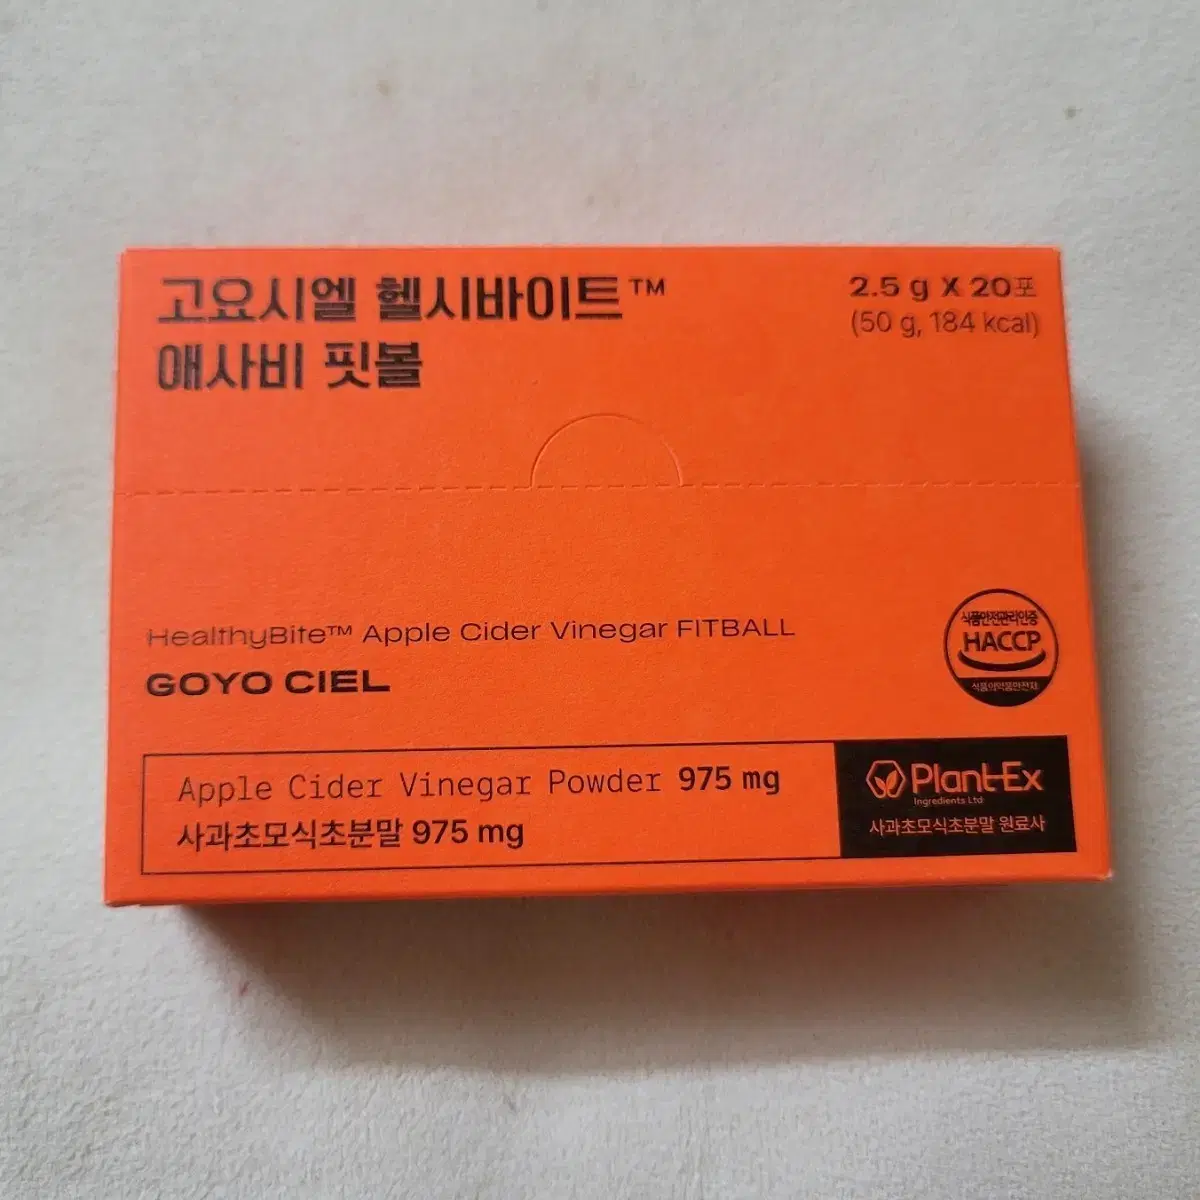 고요시엘 헬시바이트™
애사비 핏볼
2.5 g X 20포
(50 g, 184 kcal)
HealthyBite™ Apple Cider Vinegar FITBALL
GOYO CIEL
식품안전관리인증
HACCP
식품의약품안전처
Apple Cider Vinegar Powder 975 mg
사과초모식초분말 975 mg
Plant-Ex
Ingredients Ltd
사과초모식초분말 원료사